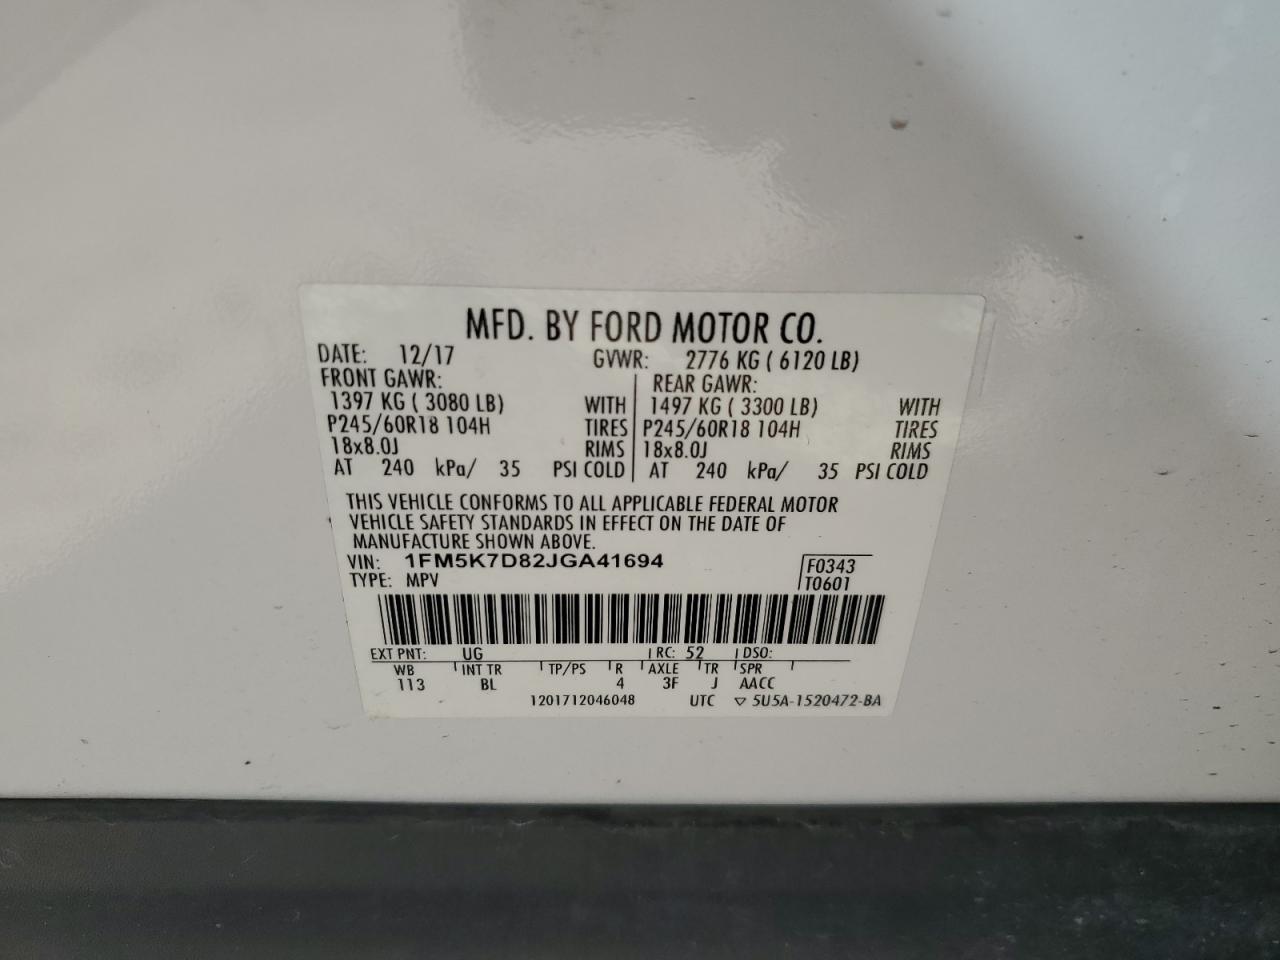 MFD. BY FORD MOTOR CO.
DATE: 12/17 GVWR: 2776 KG ( 6120 LB)
FRONT GAWR: REAR GAWR:
1397 KG ( 3080 LB) WITH 1497 KG ( 3300 LB) WITH
P245/60R18 104H TIRES P245/60R18 104H TIRES
18x8.0J RIMS 18x8.0J RIMS
AT 240 kPa/ 35 PSI COLD AT 240 kPa/ 35 PSI COLD
THIS VEHICLE CONFORMS TO ALL APPLICABLE FEDERAL MOTOR
VEHICLE SAFETY STANDARDS IN EFFECT ON THE DATE OF
MANUFACTURE SHOWN ABOVE.
VIN: 1FM5K7D82JGA41694 F0343
TYPE: MPV T0601
EXT PNT: UG RC: 52 DSO:
WB INT TR TP/PS R AXLE TR SPR
113 BL 4 3F J AACC
1201712046048 UTC ▽ 5U5A-1520472-BA